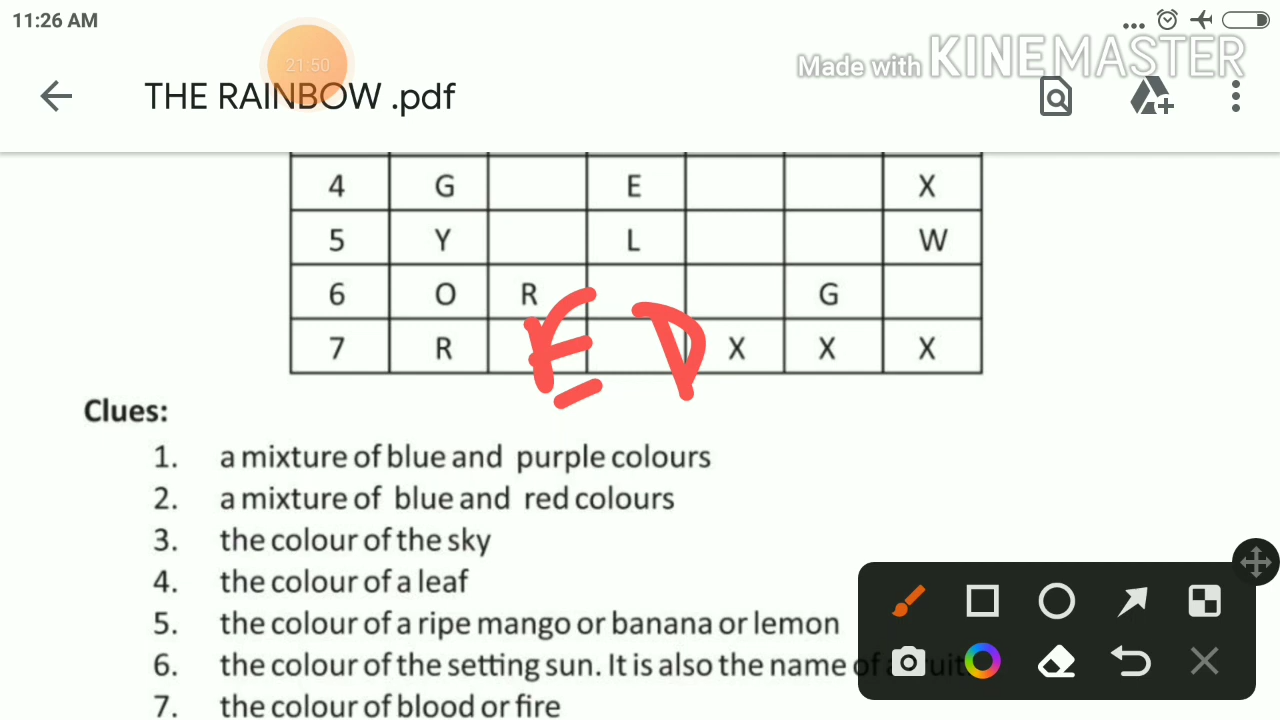 11:26 AM
21:50
Made with KINEMASTER
THE RAINBOW .pdf
4 G E X
5 Y L W
6 O R G
7 R E D X X X
Clues:
1. a mixture of blue and purple colours
2. a mixture of blue and red colours
3. the colour of the sky
4. the colour of a leaf
5. the colour of a ripe mango or banana or lemon
6. the colour of the setting sun. It is also the name of a fruit
7. the colour of blood or fire